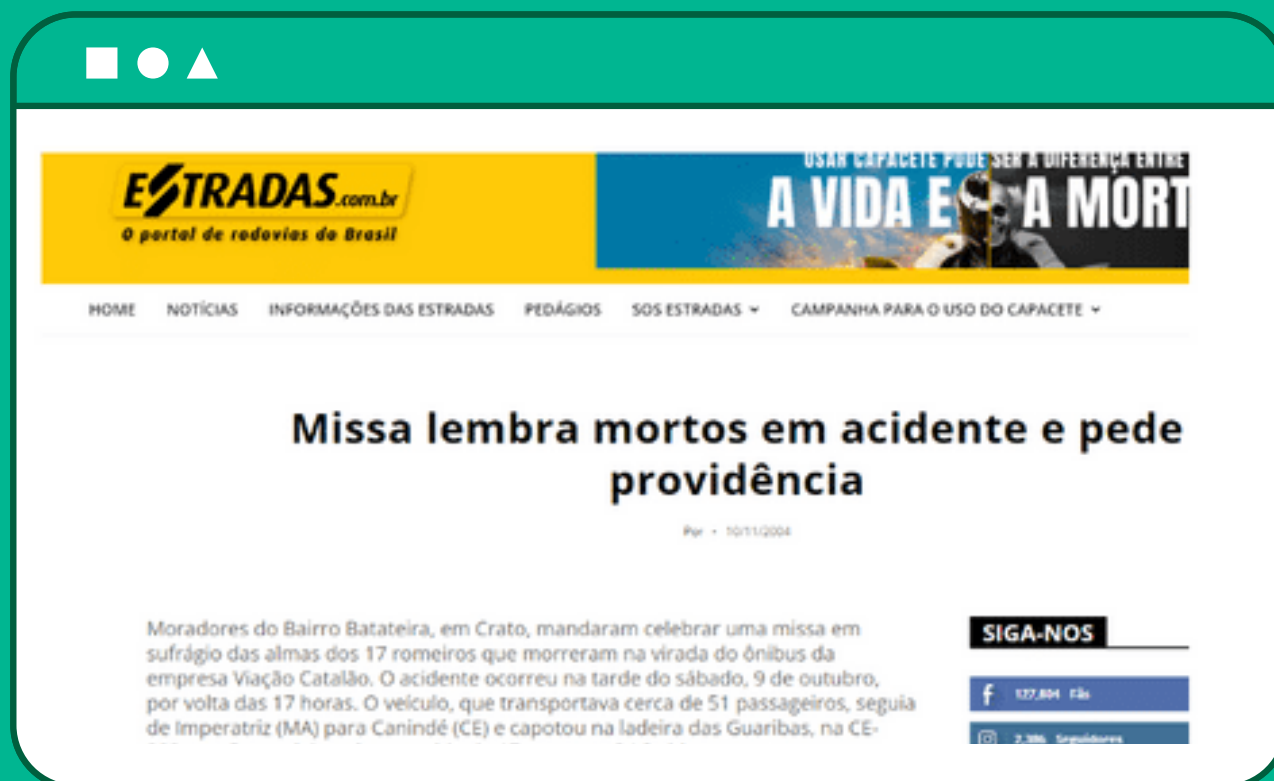 ESTRADAS.com.br
O portal de rodovias do Brasil
USAR CAPACETE PODE SER A DIFERENÇA ENTRE
A VIDA E A MORT
HOME NOTÍCIAS INFORMAÇÕES DAS ESTRADAS PEDÁGIOS SOS ESTRADAS CAMPANHA PARA O USO DO CAPACETE
Missa lembra mortos em acidente e pede
providência
Por - 10/11/2004
Moradores do Bairro Batateira, em Crato, mandaram celebrar uma missa em
sufrágio das almas dos 17 romeiros que morreram na virada do ônibus da
empresa Viação Catalão. O acidente ocorreu na tarde do sábado, 9 de outubro,
por volta das 17 horas. O veículo, que transportava cerca de 51 passageiros, seguia
de Imperatriz (MA) para Canindé (CE) e capotou na ladeira das Guaribas, na CE-
SIGA-NOS
127,804 Fãs
2,386 Seguidores